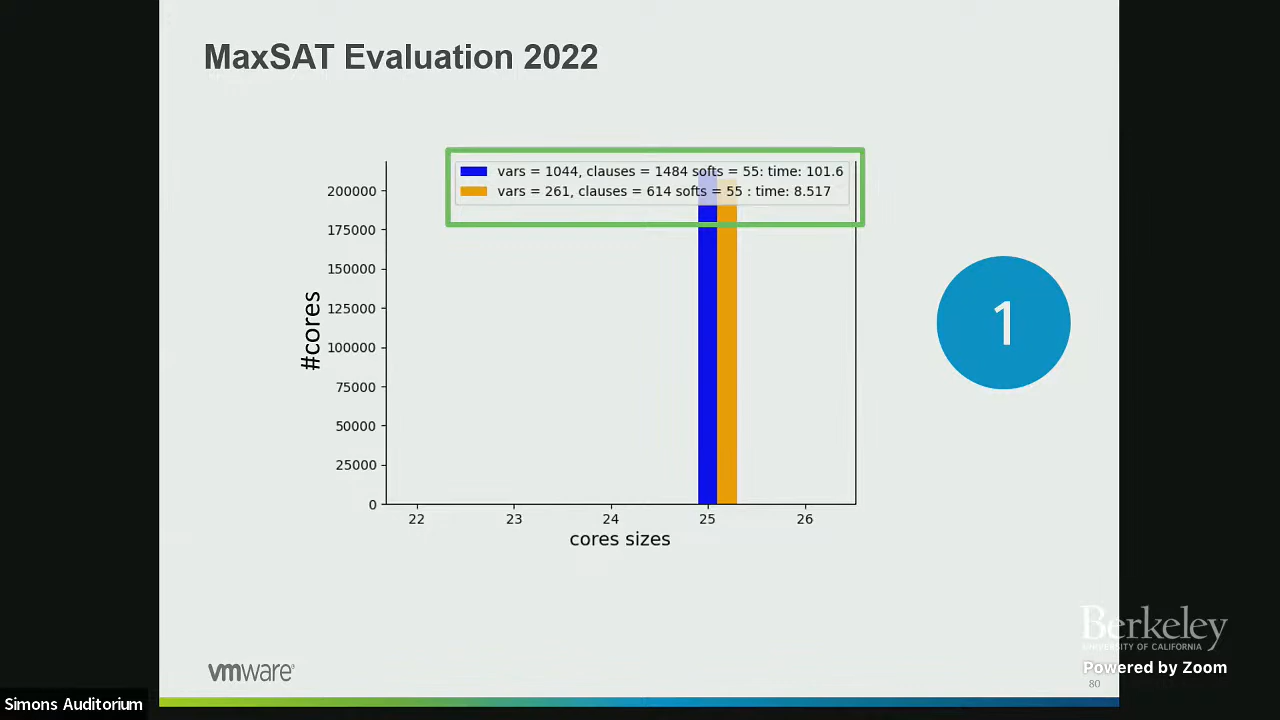 MaxSAT Evaluation 2022
vars = 1044, clauses = 1484 softs = 55: time: 101.6
vars = 261, clauses = 614 softs = 55 : time: 8.517
200000
175000
150000
125000
100000
75000
50000
25000
0
#cores
22 23 24 25 26
cores sizes
1
vmware
Berkeley
UNIVERSITY OF CALIFORNIA
Powered by Zoom
80
Simons Auditorium